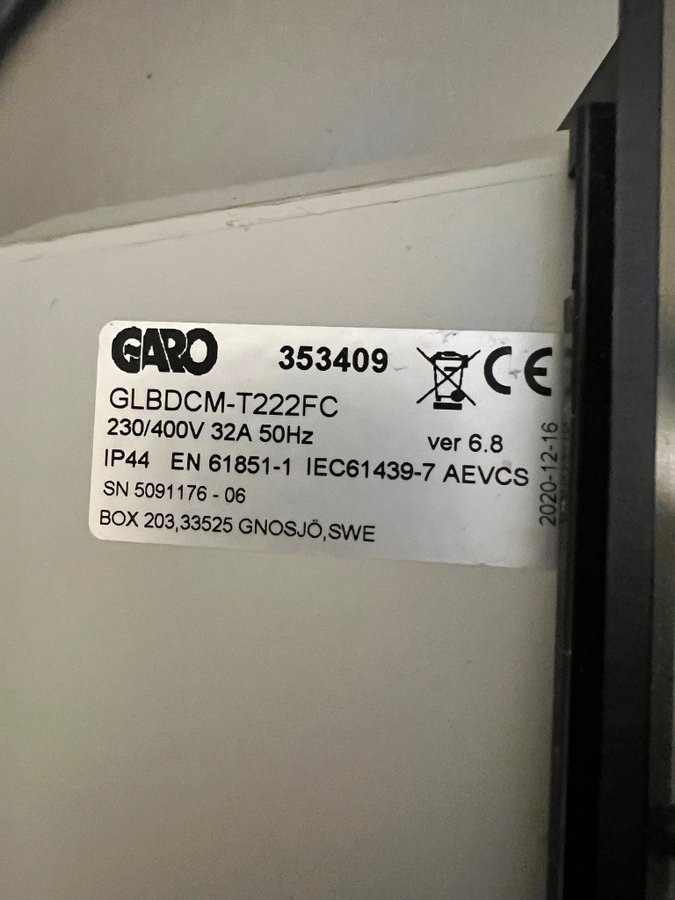 GARO 353409 CE
GLBDCM-T222FC
230/400V 32A 50Hz ver 6.8
IP44 EN 61851-1 IEC61439-7 AEVCS
SN 5091176 - 06
BOX 203,33525 GNOSJÖ,SWE
2020-12-16